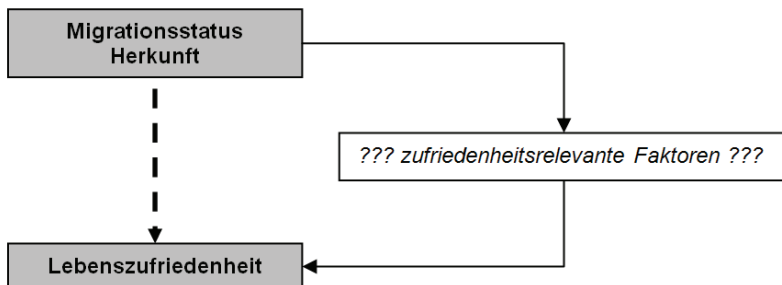 Migrationsstatus
Herkunft
??? zufriedenheitsrelevante Faktoren ???
Lebenszufriedenheit